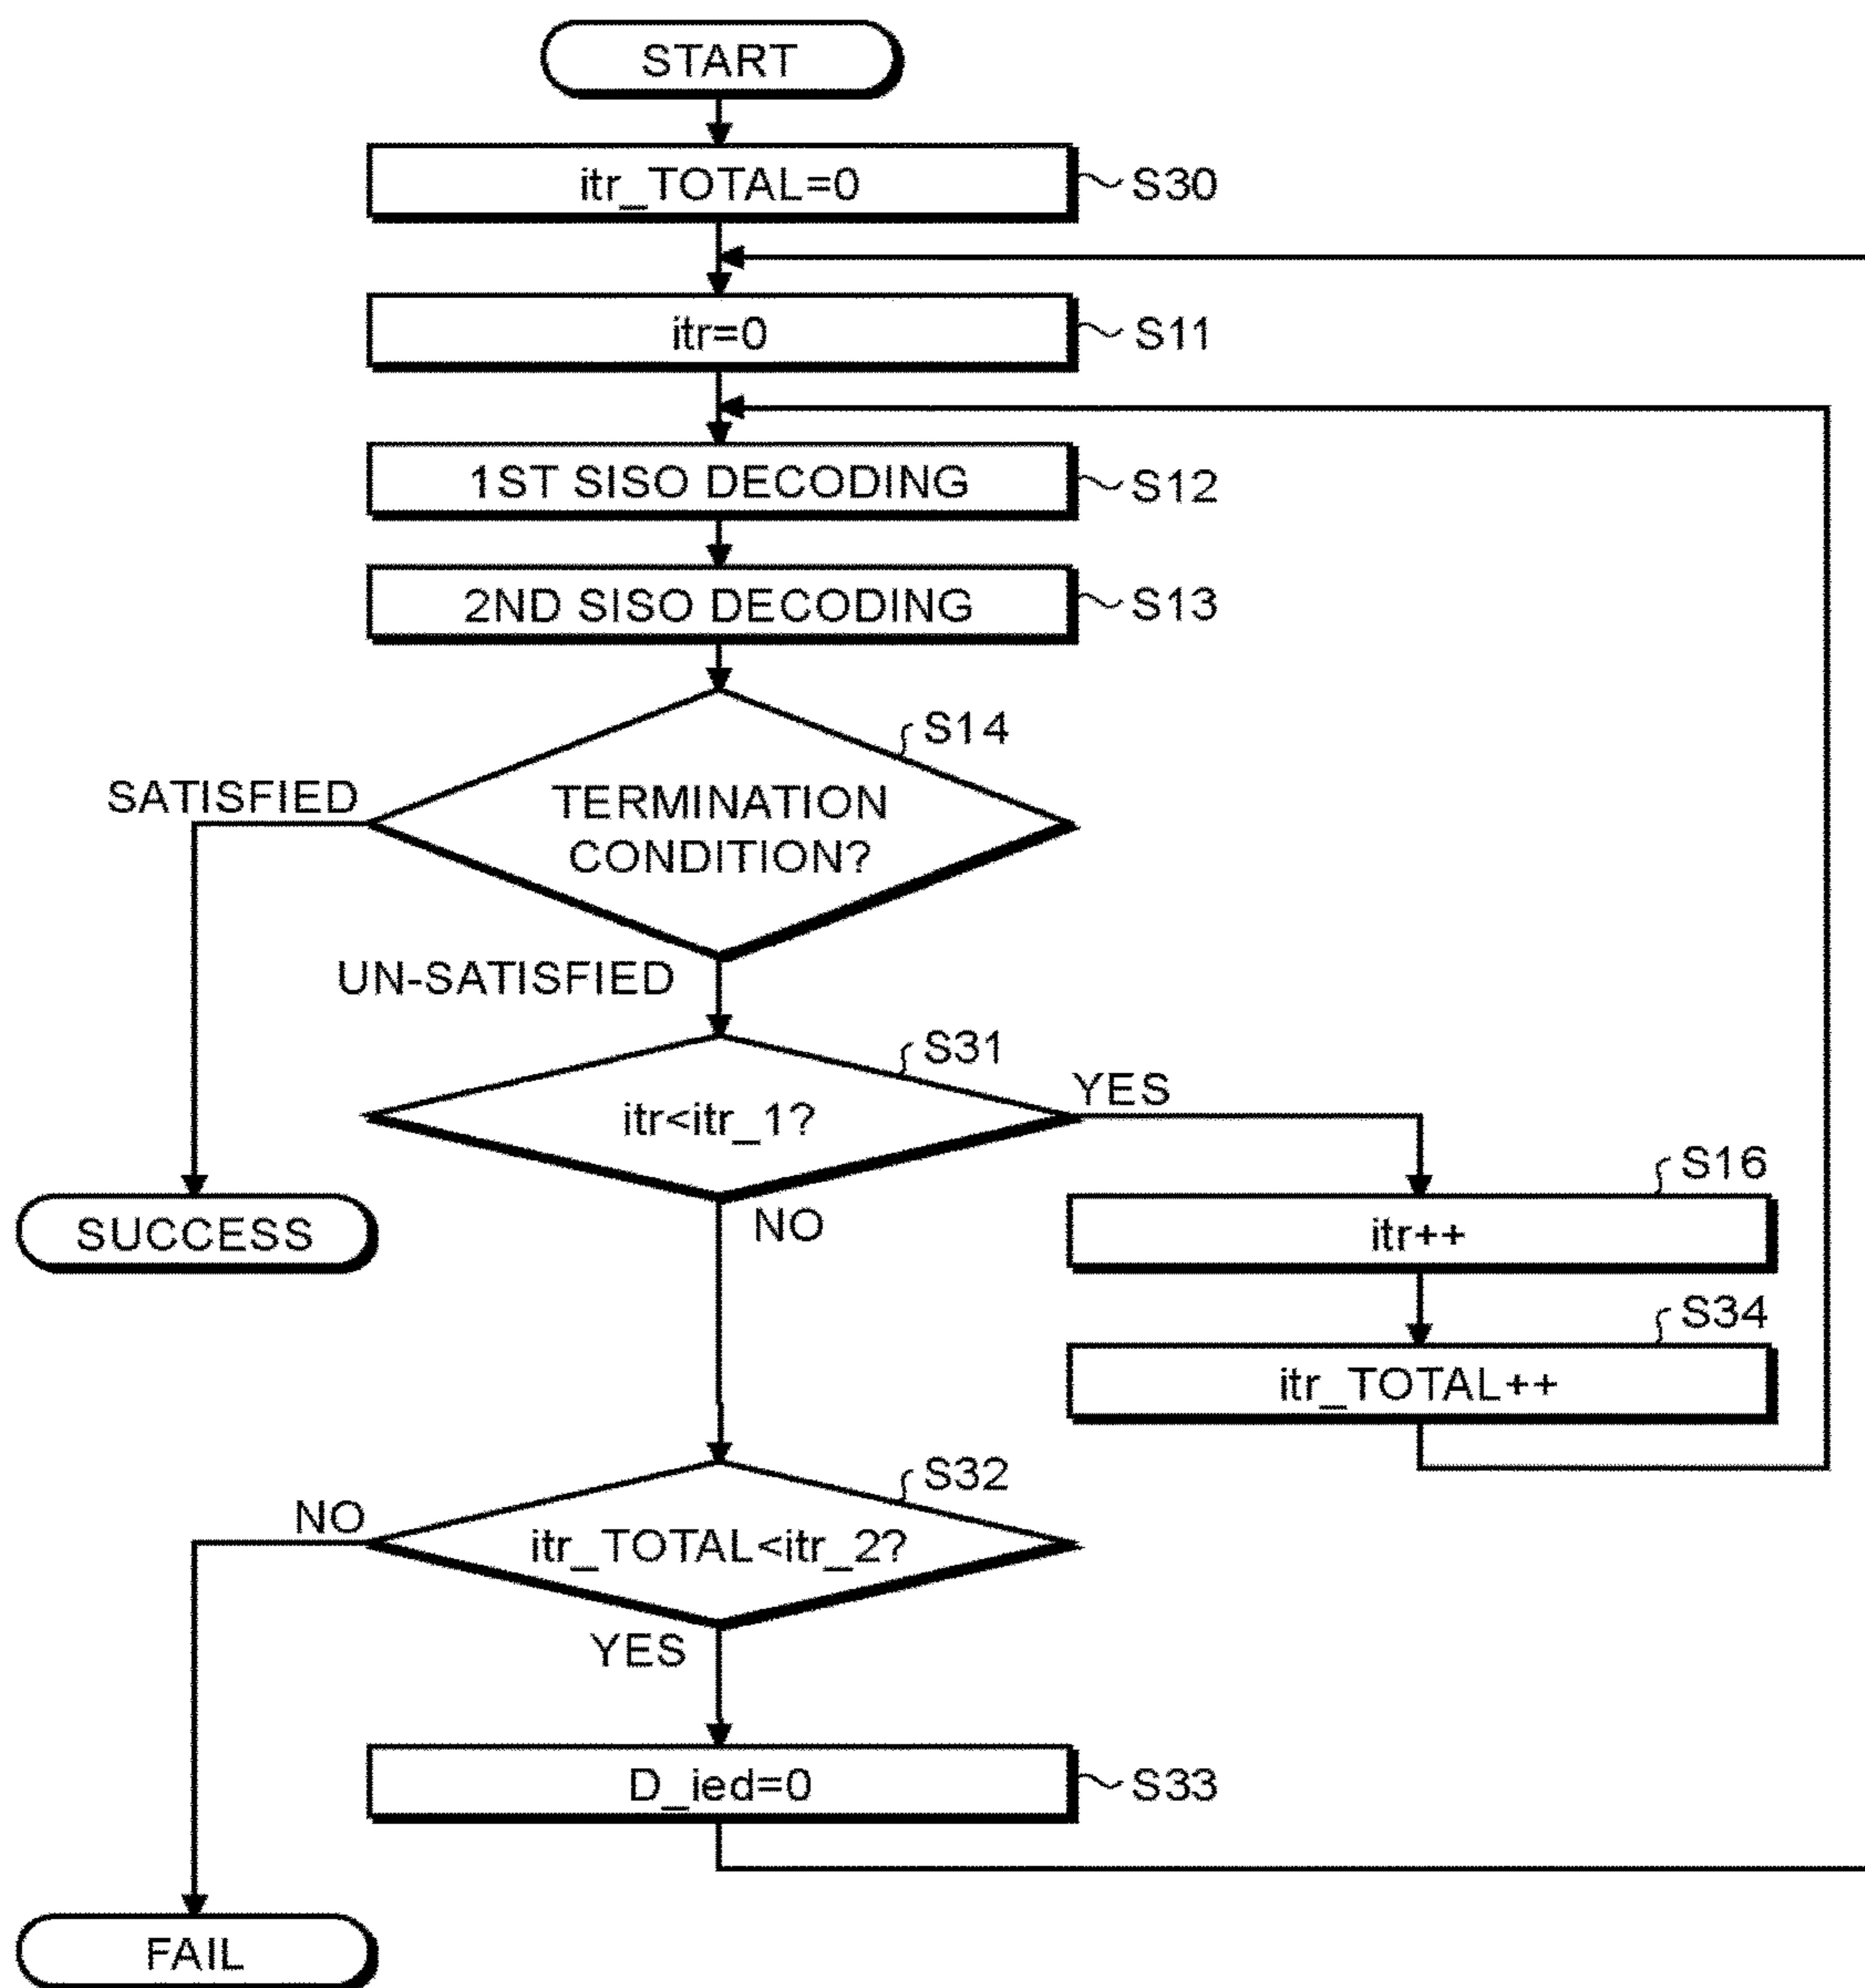 START
itr_TOTAL=0
S30
itr=0
S11
1ST SISO DECODING
S12
2ND SISO DECODING
S13
S14
SATISFIED
TERMINATION
CONDITION?
UN-SATISFIED
S31
YES
itr<itr_1?
S16
NO
SUCCESS
itr++
S34
itr_TOTAL++
S32
NO
itr_TOTAL<itr_2?
YES
D_ied=0
S33
FAIL